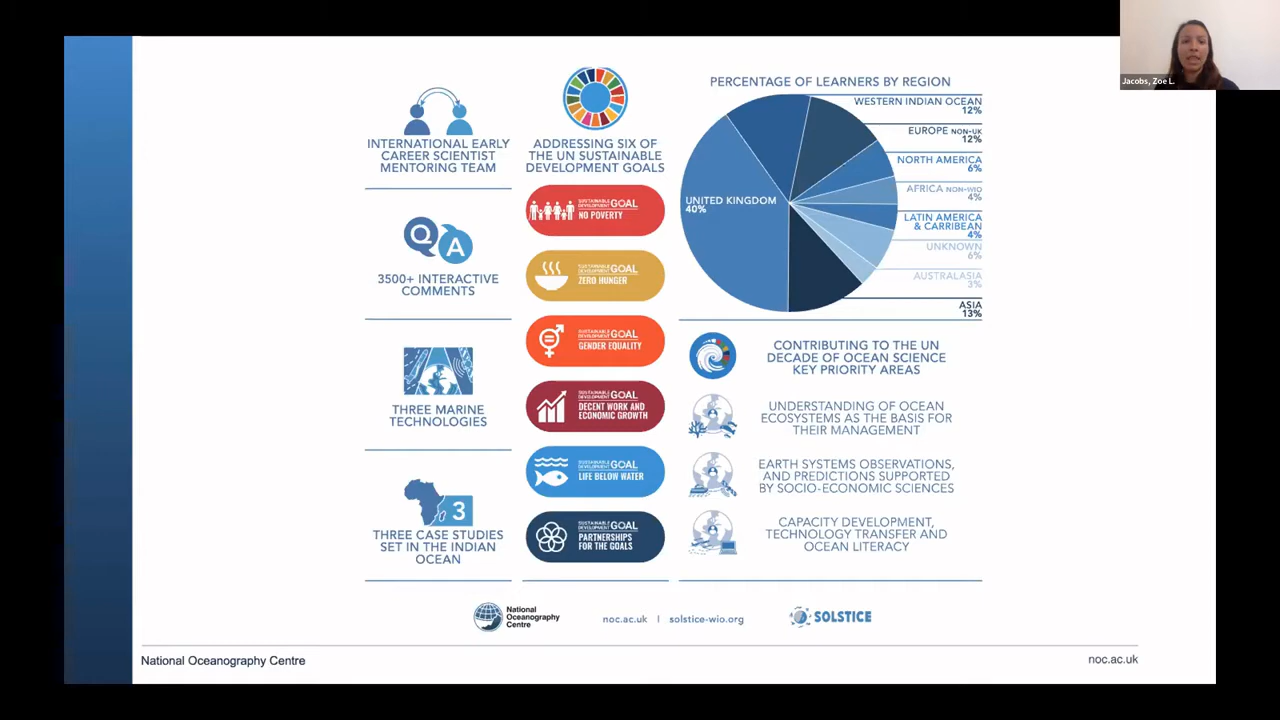 Jacobs, Zoe L.
INTERNATIONAL EARLY
CAREER SCIENTIST
MENTORING TEAM
3500+ INTERACTIVE
COMMENTS
THREE MARINE
TECHNOLOGIES
3
THREE CASE STUDIES
SET IN THE INDIAN
OCEAN
ADDRESSING SIX OF
THE UN SUSTAINABLE
DEVELOPMENT GOALS
SUSTAINABLE
DEVELOPMENT GOAL
NO POVERTY
SUSTAINABLE
DEVELOPMENT GOAL
ZERO HUNGER
SUSTAINABLE
DEVELOPMENT GOAL
GENDER EQUALITY
SUSTAINABLE
DEVELOPMENT GOAL
DECENT WORK AND
ECONOMIC GROWTH
SUSTAINABLE
DEVELOPMENT GOAL
LIFE BELOW WATER
SUSTAINABLE
DEVELOPMENT GOAL
PARTNERSHIPS
FOR THE GOALS
PERCENTAGE OF LEARNERS BY REGION
UNITED KINGDOM
40%
WESTERN INDIAN OCEAN
12%
EUROPE NON-UK
12%
NORTH AMERICA
6%
AFRICA NON-WIO
4%
LATIN AMERICA
& CARRIBEAN
4%
UNKNOWN
6%
AUSTRALASIA
3%
ASIA
13%
CONTRIBUTING TO THE UN
DECADE OF OCEAN SCIENCE
KEY PRIORITY AREAS
UNDERSTANDING OF OCEAN
ECOSYSTEMS AS THE BASIS FOR
THEIR MANAGEMENT
EARTH SYSTEMS OBSERVATIONS,
AND PREDICTIONS SUPPORTED
BY SOCIO-ECONOMIC SCIENCES
CAPACITY DEVELOPMENT,
TECHNOLOGY TRANSFER AND
OCEAN LITERACY
National
Oceanography
Centre
noc.ac.uk | solstice-wio.org
SOLSTICE
National Oceanography Centre
noc.ac.uk
Q A